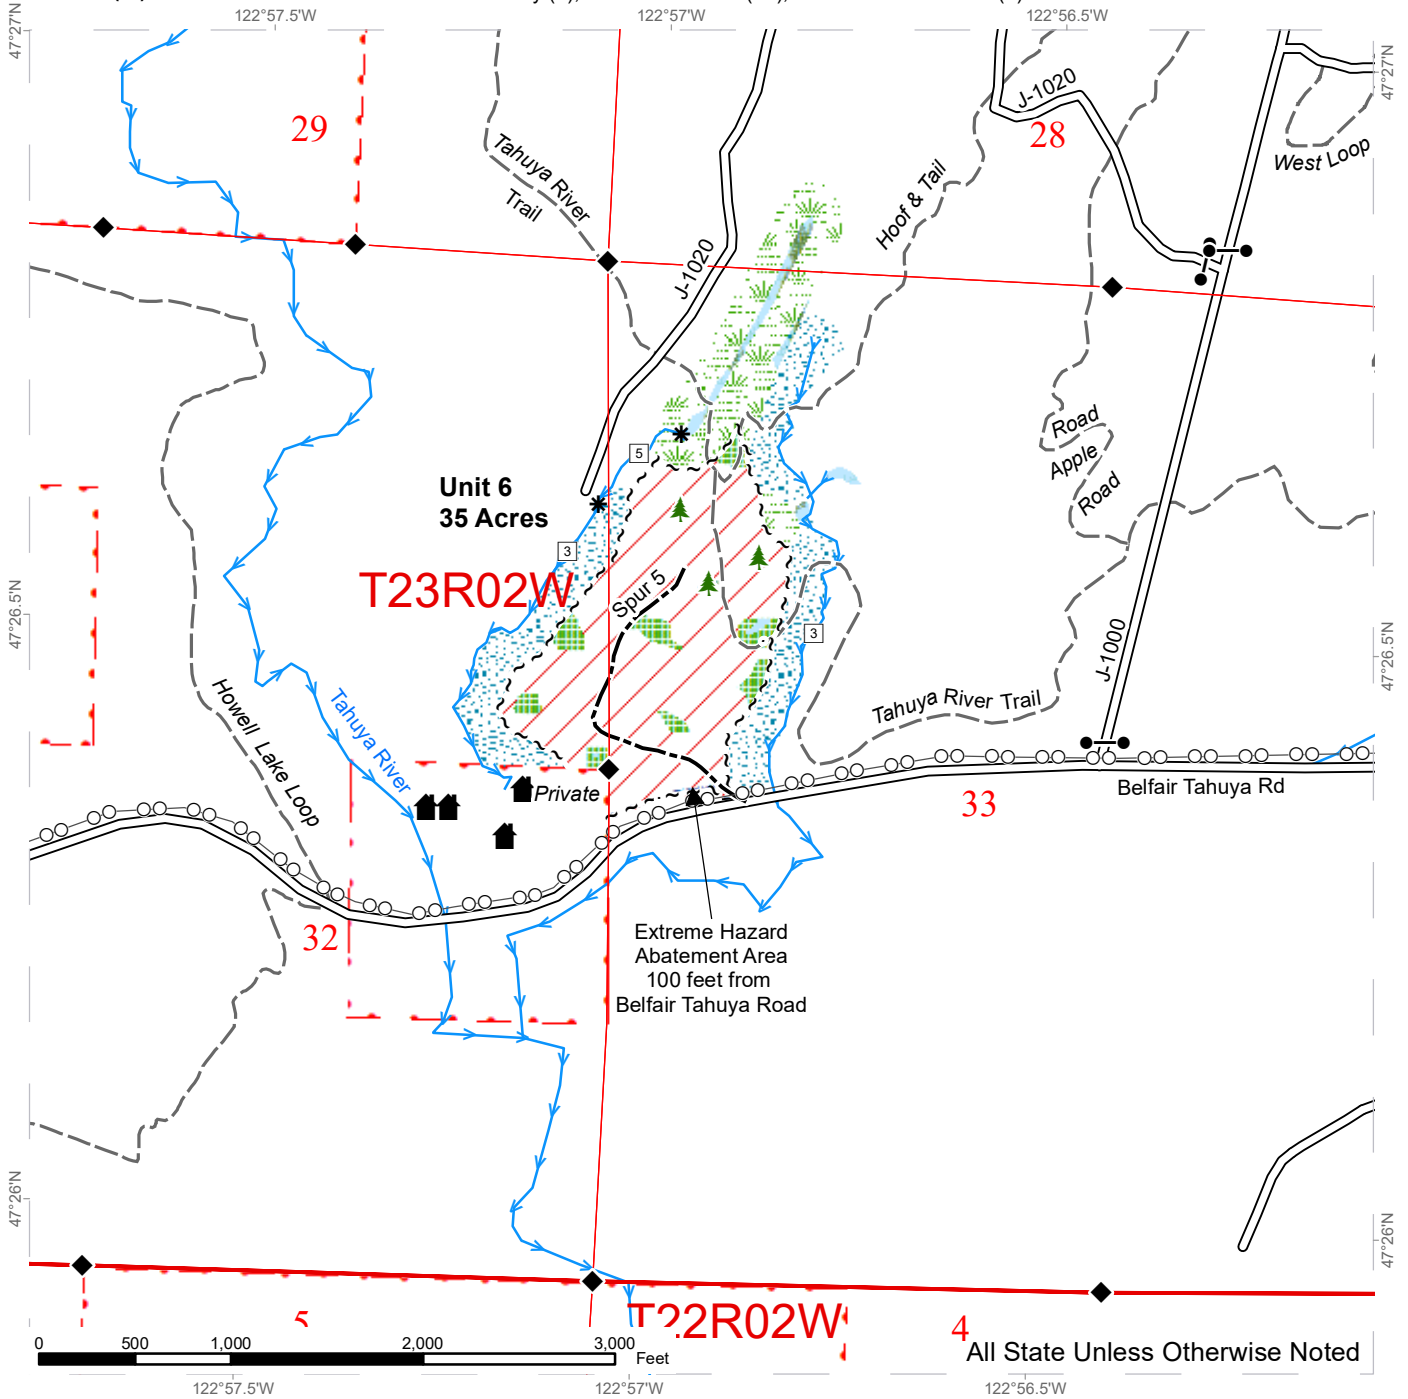 122°57.5'W
122°57'W
122°56.5'W
47°27'N
47°27'N
29
J-1020
28
West Loop
Tahuya River
Trail
Hoof & Tail
J-1020
Road
Apple
Road
5
Unit 6
35 Acres
3
T23R02W
Spur 5
47°26.5'N
47°26.5'N
3
J-1000
Howell Lake Loop
Tahuya River
Tahuya River Trail
Private
Belfair Tahuya Rd
33
32
Extreme Hazard
Abatement Area
100 feet from
Belfair Tahuya Road
47°26'N
47°26'N
5
T22R02W
4
0
500
1,000
2,000
3,000
Feet
All State Unless Otherwise Noted
122°57.5'W
122°57'W
122°56.5'W